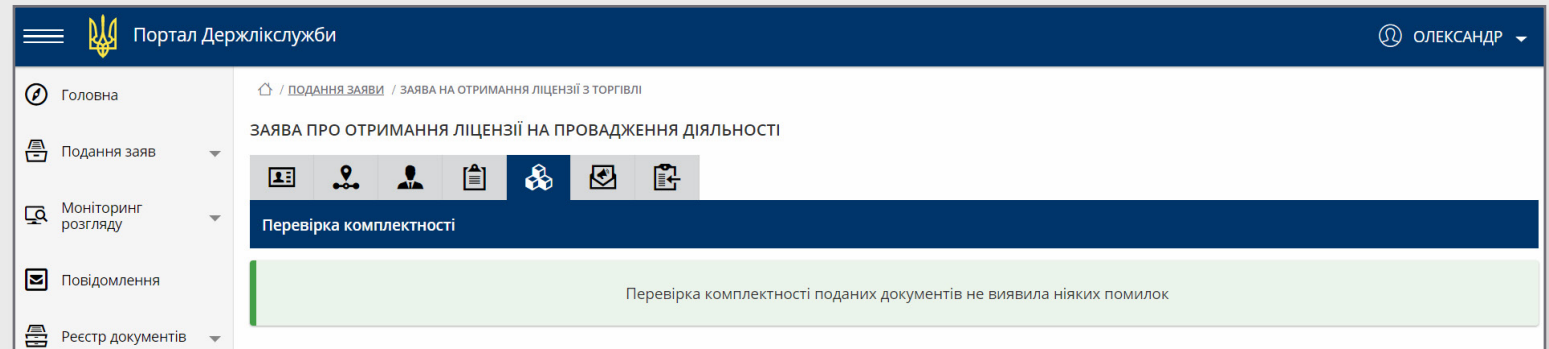 Портал Держлікслужби
ОЛЕКСАНДР
Головна
Подання заяв
Моніторинг
розгляду
Повідомлення
Реєстр документів
/ ПОДАННЯ ЗАЯВИ / ЗАЯВА НА ОТРИМАННЯ ЛІЦЕНЗІЇ З ТОРГІВЛІ
ЗАЯВА ПРО ОТРИМАННЯ ЛІЦЕНЗІЇ НА ПРОВАДЖЕННЯ ДІЯЛЬНОСТІ
Перевірка комплектності
Перевірка комплектності поданих документів не виявила ніяких помилок